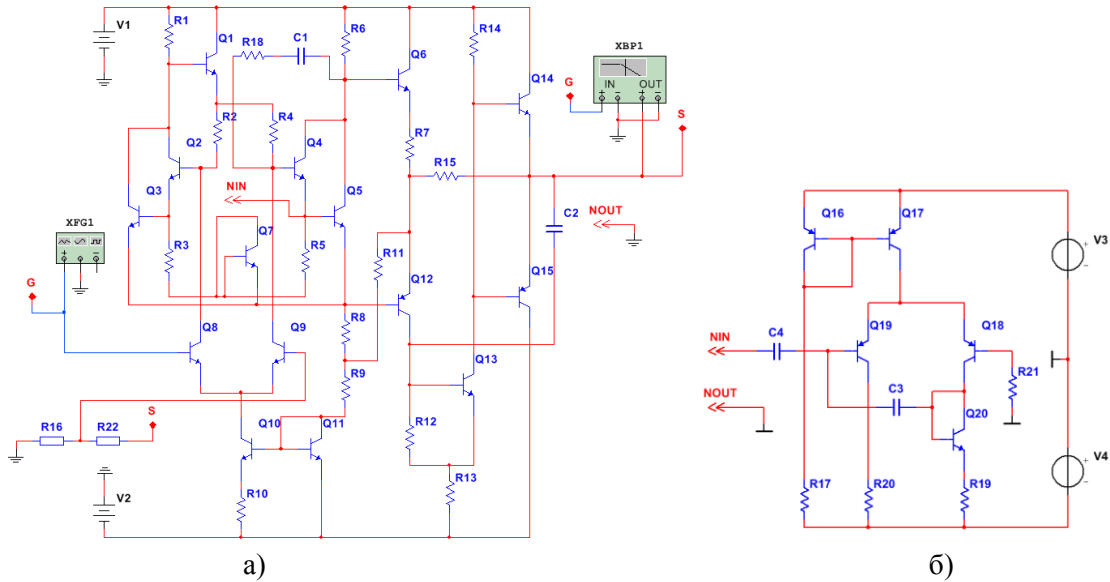 V1
R1
Q1
R18
C1
R6
Q6
R14
XBP1
G
IN
OUT
Q14
S
R2
R4
R7
Q2
Q4
R15
Q3
NIN
Q5
C2
NOUT
XFG1
Q7
R3
R5
R11
Q12
Q15
G
Q8
Q9
R8
Q13
R9
S
R16
R22
Q10
Q11
R12
R10
R13
V2
а)
Q16
Q17
V3
C4
Q19
Q18
NIN
R21
C3
NOUT
Q20
V4
R17
R20
R19
б)